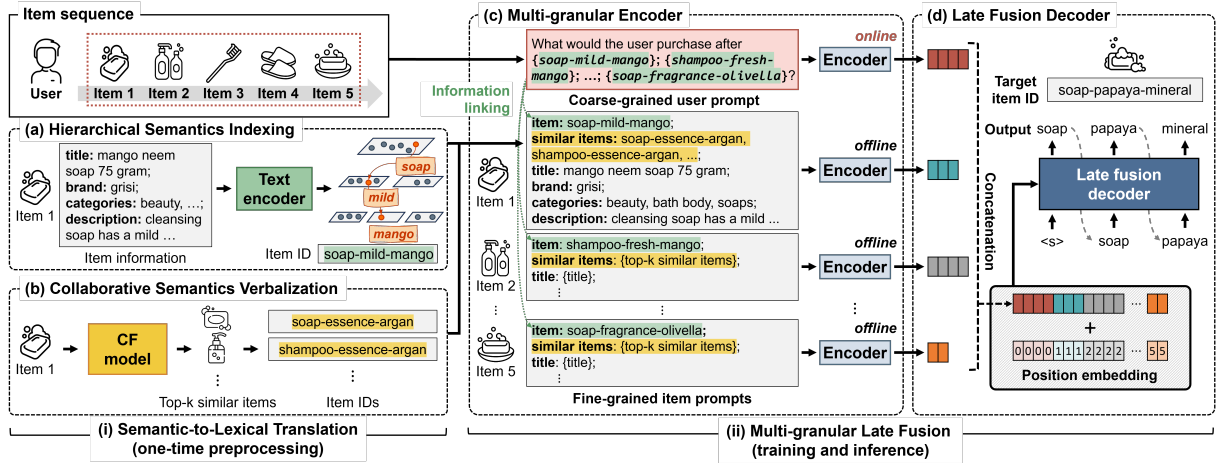 Item sequence
User
Item 1
Item 2
Item 3
Item 4
Item 5
(a) Hierarchical Semantics Indexing
Item 1
title: mango neem
soap 75 gram;
brand: grisi;
categories: beauty, …;
description: cleansing
soap has a mild …
Item information
Text
encoder
soap
mild
mango
Item ID
soap-mild-mango
(b) Collaborative Semantics Verbalization
Item 1
CF
model
Top-k similar items
soap-essence-argan
shampoo-essence-argan
Item IDs
(i) Semantic-to-Lexical Translation
(one-time preprocessing)
(c) Multi-granular Encoder
What would the user purchase after
{soap-mild-mango}; {shampoo-fresh-
mango}; …; {soap-fragrance-olivella}?
Coarse-grained user prompt
Information
linking
online
Encoder
Item 1
item: soap-mild-mango;
similar items: soap-essence-argan,
shampoo-essence-argan, ...;
title: mango neem soap 75 gram;
brand: grisi;
categories: beauty, bath body, soaps;
description: cleansing soap has a mild ...
offline
Encoder
Item 2
item: shampoo-fresh-mango;
similar items: {top-k similar items};
title: {title};
offline
Encoder
Item 5
item: soap-fragrance-olivella;
similar items: {top-k similar items};
title: {title};
offline
Encoder
Fine-grained item prompts
(d) Late Fusion Decoder
Target
item ID
soap-papaya-mineral
Output
soap
papaya
mineral
Late fusion
decoder
<s>
soap
papaya
Concatenation
...
+
0 0 0 0 1 1 1 2 2 2 2 ... 5 5
Position embedding
(ii) Multi-granular Late Fusion
(training and inference)